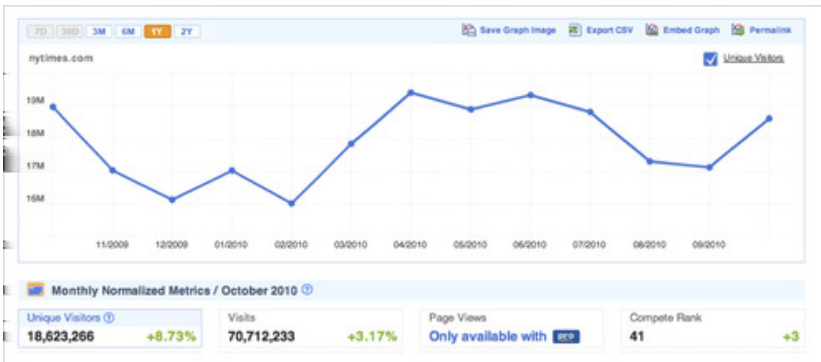 7D 30D 3M 6M 1Y 2Y Save Graph Image Export CSV Embed Graph Permalink
nytimes.com Unique Visitors
19M
18M
17M
16M
11/2009 12/2009 01/2010 02/2010 03/2010 04/2010 05/2010 06/2010 07/2010 08/2010 09/2010
Monthly Normalized Metrics / October 2010 ?
Unique Visitors ? Visits Page Views Compete Rank
18,623,266 +8.73% 70,712,233 +3.17% Only available with pro 41 +3